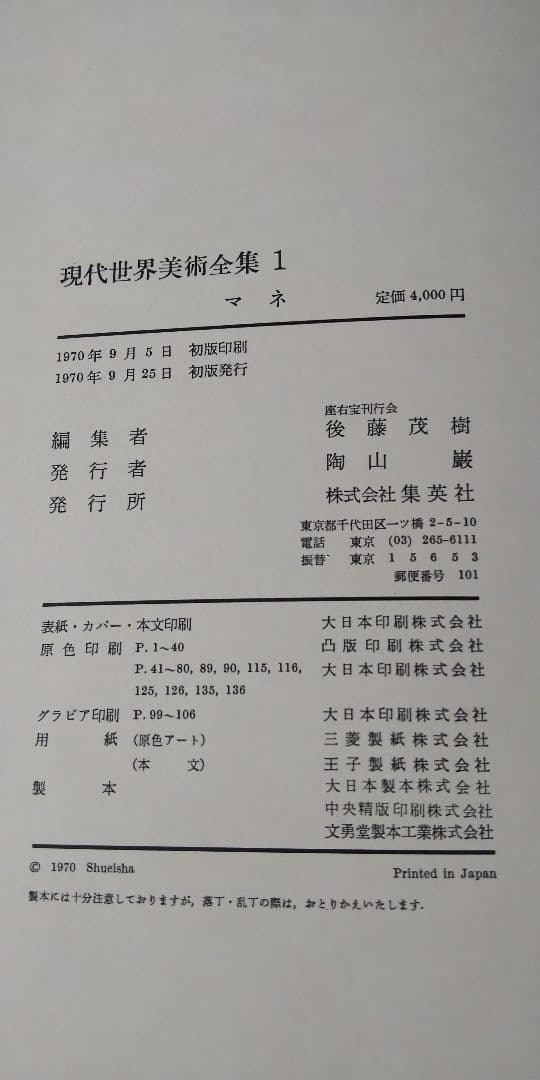 現代世界美術全集 1
マネ 定価 4,000 円
1970 年 9 月 5 日 初版印刷
1970 年 9 月 25 日 初版発行
座右宝刊行会
編集者 後藤茂樹
発行者 陶山巌
発行所 株式会社 集英社
東京都千代田区一ツ橋 2-5-10
電話 東京 (03) 265-6111
振替 東京 15653
郵便番号 101
表紙・カバー・本文印刷 大日本印刷株式会社
原色印刷 P.1〜40 凸版印刷株式会社
P.41〜80, 89, 90, 115, 116, 大日本印刷株式会社
125, 126, 135, 136
グラビア印刷 P.99〜106 大日本印刷株式会社
用紙 (原色アート) 三菱製紙株式会社
(本文) 王子製紙株式会社
製本 大日本製本株式会社
中央精版印刷株式会社
文勇堂製本工業株式会社
© 1970 Shueisha Printed in Japan
製本には十分注意しておりますが, 落丁・乱丁の際は, おとりかえいたします.